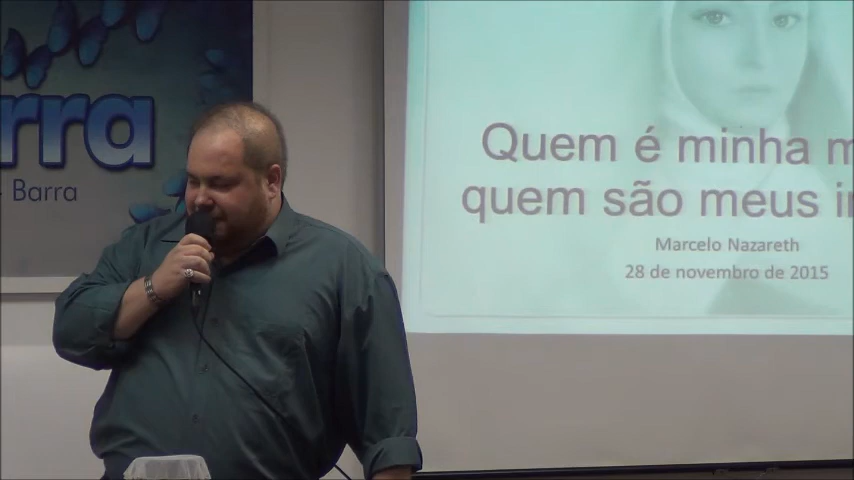 rra
- Barra
Quem é minha m
quem são meus i
Marcelo Nazareth
28 de novembro de 2015